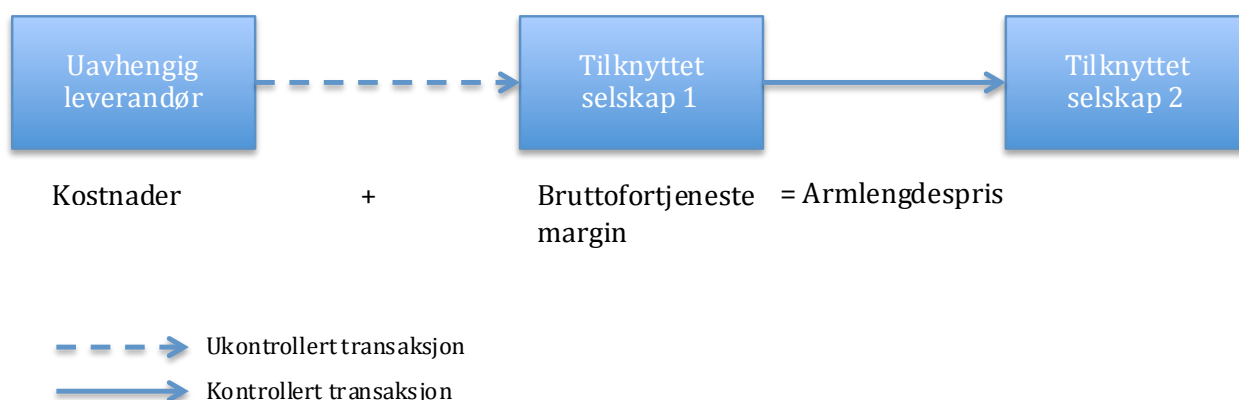 Uavhengig
leverandør
Tilknyttet
selskap 1
Tilknyttet
selskap 2
Kostnader + Bruttofortjeneste = Armlengdespris
margin
Ukontrollert transaksjon
Kontrollert transaksjon